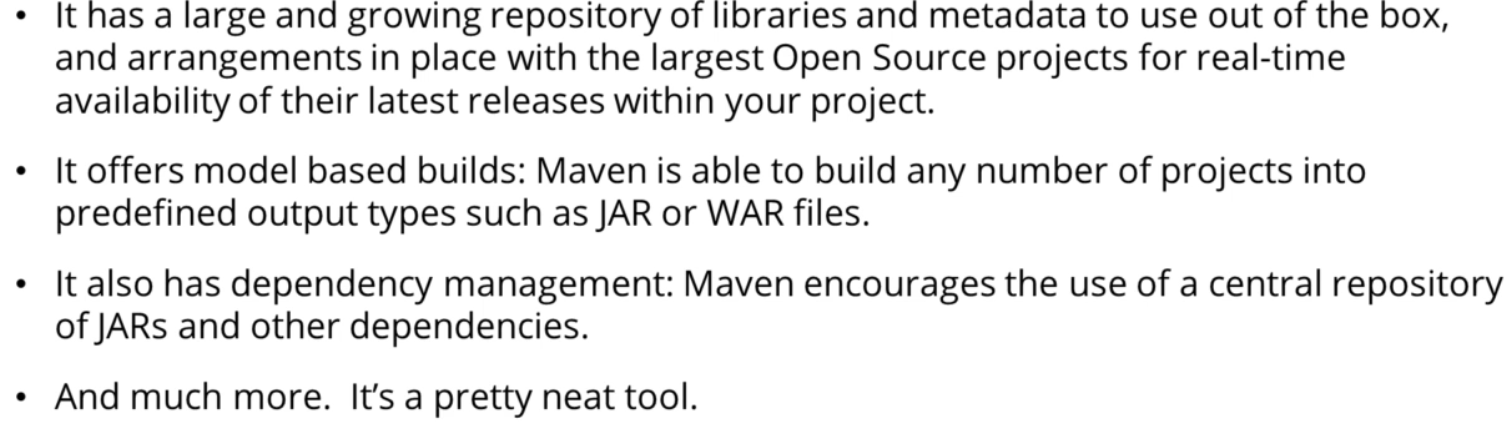 • It has a large and growing repository of libraries and metadata to use out of the box,
and arrangements in place with the largest Open Source projects for real-time
availability of their latest releases within your project.
• It offers model based builds: Maven is able to build any number of projects into
predefined output types such as JAR or WAR files.
• It also has dependency management: Maven encourages the use of a central repository
of JARs and other dependencies.
• And much more.  It’s a pretty neat tool.